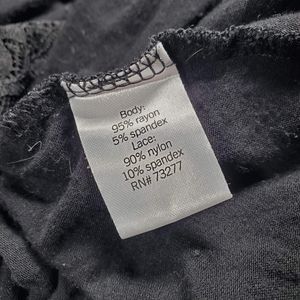 Body:
95% rayon
5% spandex
Lace:
90% nylon
10% spandex
RN# 73277